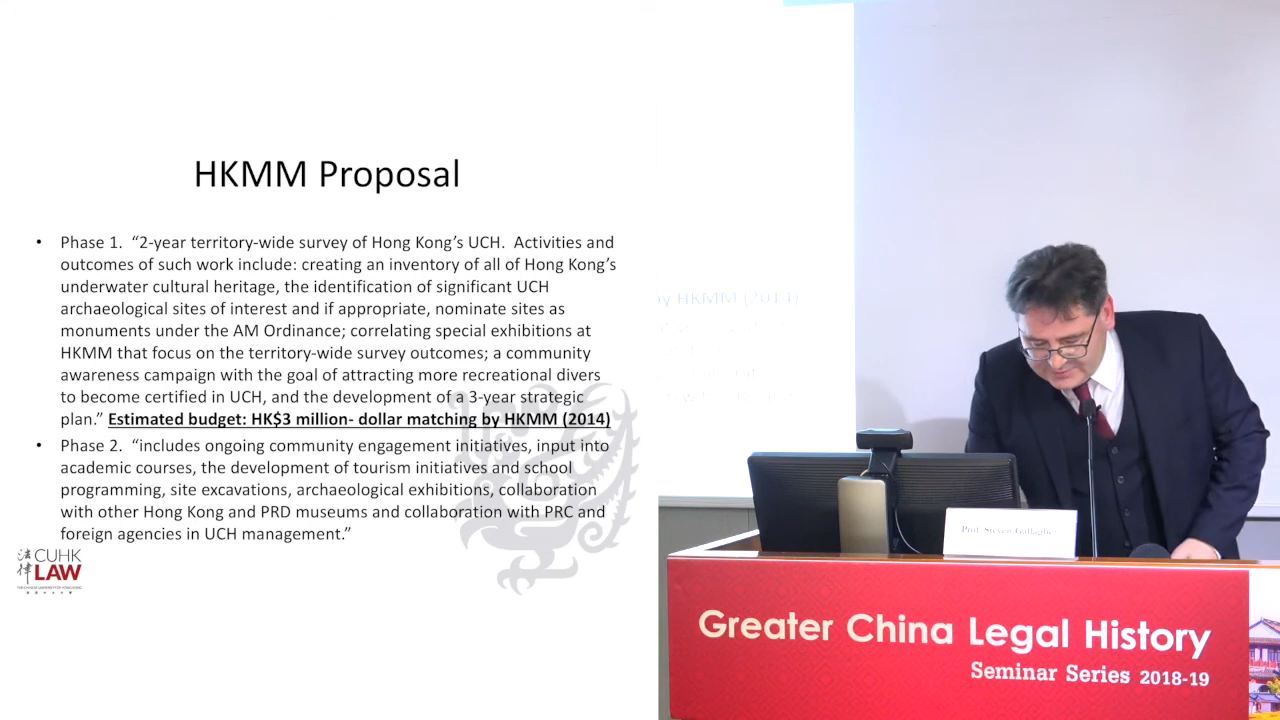 HKMM Proposal
• Phase 1. “2-year territory-wide survey of Hong Kong’s UCH. Activities and
outcomes of such work include: creating an inventory of all of Hong Kong’s
underwater cultural heritage, the identification of significant UCH
archaeological sites of interest and if appropriate, nominate sites as
monuments under the AM Ordinance; correlating special exhibitions at
HKMM that focus on the territory-wide survey outcomes; a community
awareness campaign with the goal of attracting more recreational divers
to become certified in UCH, and the development of a 3-year strategic
plan.” Estimated budget: HK$3 million- dollar matching by HKMM (2014)
• Phase 2. “includes ongoing community engagement initiatives, input into
academic courses, the development of tourism initiatives and school
programming, site excavations, archaeological exhibitions, collaboration
with other Hong Kong and PRD museums and collaboration with PRC and
foreign agencies in UCH management.”
法律 CUHK
LAW
by HKMM (2014)
Prof. Steven Gallagher
Greater China Legal History
Seminar Series 2018-19